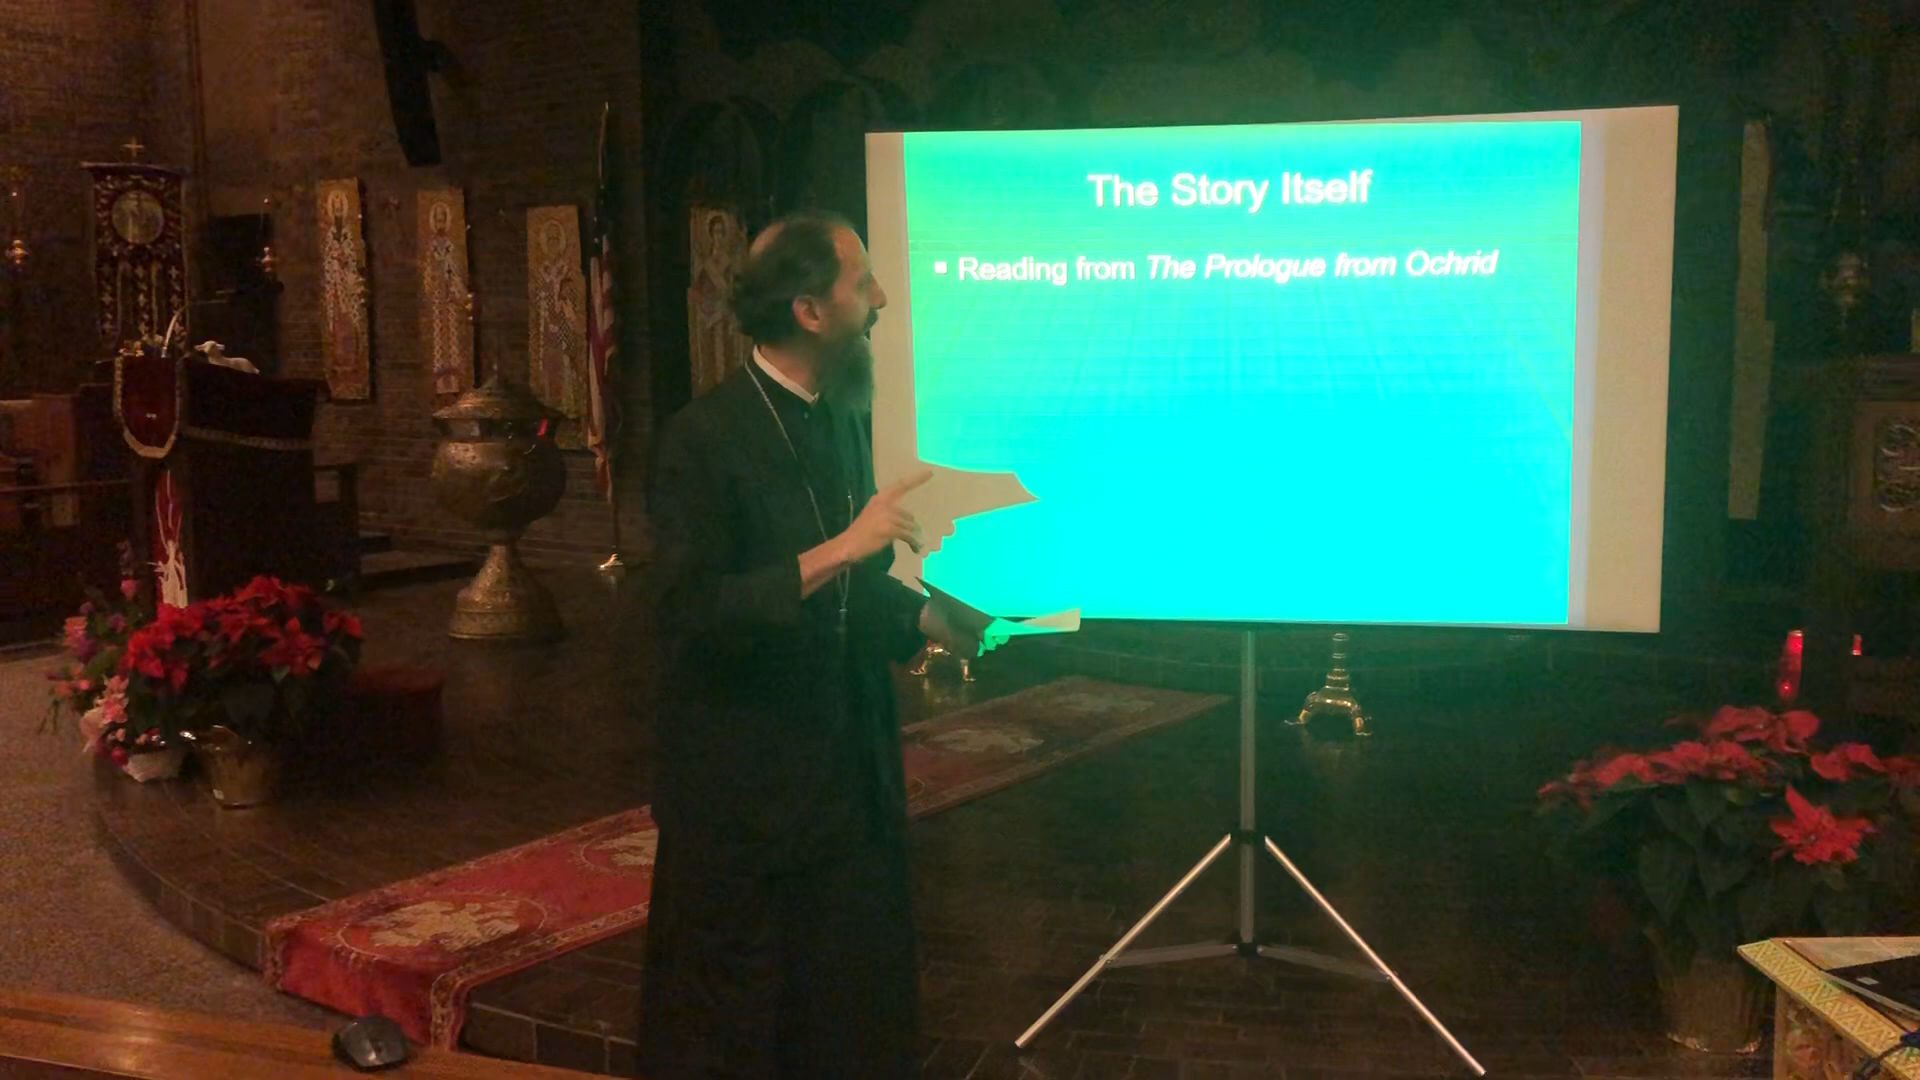 The Story Itself
▪ Reading from The Prologue from Ochrid